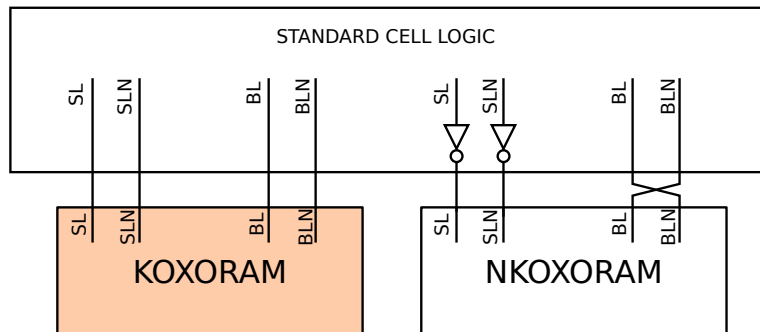 STANDARD CELL LOGIC
SL SLN BL BLN SL SLN BL BLN
SL SLN BL BLN SL SLN BL BLN
KOXORAM NKOXORAM